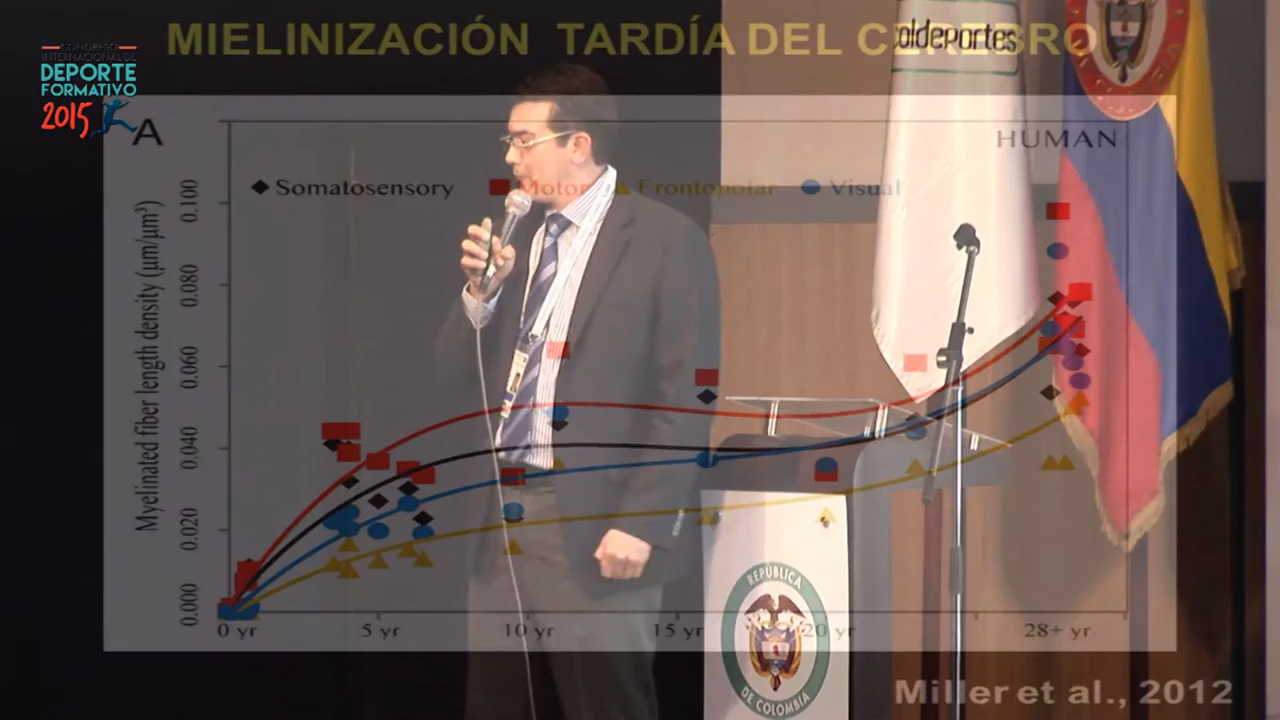 MIELINIZACIÓN TARDÍA DEL CEREBRO
coldeportes
CONGRESO
INTERNACIONAL DE
DEPORTE
FORMATIVO
2015
A
HUMAN
Somatosensory
Motor
Frontopolar
Visual
Myelinated fiber length density (µm/µm³)
0.100
0.080
0.060
0.040
0.020
0.000
0 yr
5 yr
10 yr
15 yr
20 yr
28+ yr
REPÚBLICA
DE COLOMBIA
Miller et al., 2012